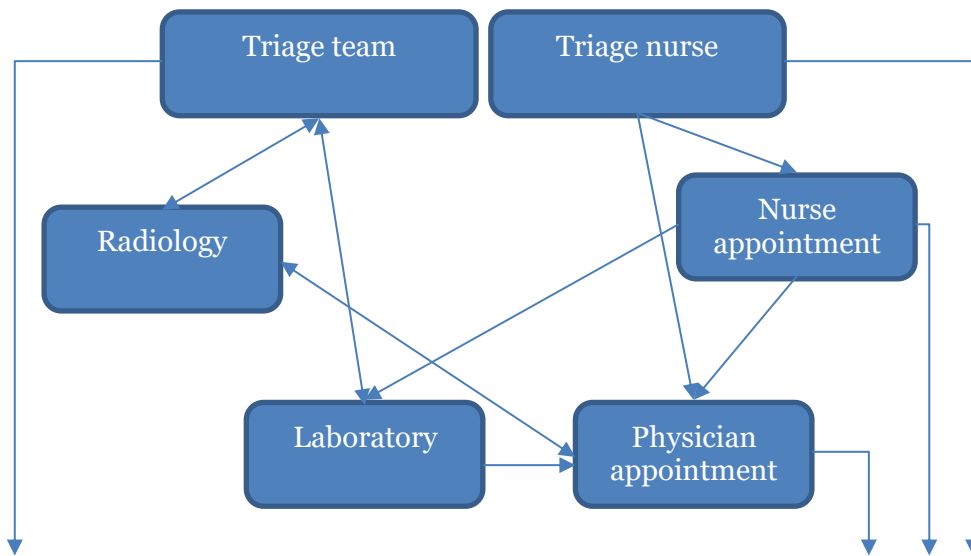 Triage team
Triage nurse
Nurse
appointment
Radiology
Laboratory
Physician
appointment